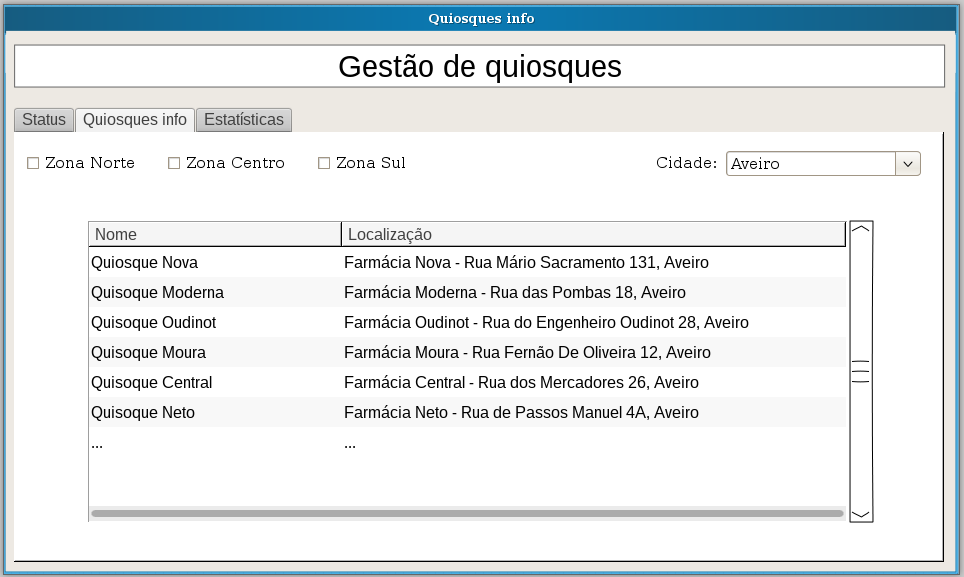 Quiosques info
Gestão de quiosques
Status Quiosques info Estatísticas
Zona Norte Zona Centro Zona Sul Cidade: Aveiro
Nome Localização
Quiosque Nova Farmácia Nova - Rua Mário Sacramento 131, Aveiro
Quisoque Moderna Farmácia Moderna - Rua das Pombas 18, Aveiro
Quisoque Oudinot Farmácia Oudinot - Rua do Engenheiro Oudinot 28, Aveiro
Quisoque Moura Farmácia Moura - Rua Fernão De Oliveira 12, Aveiro
Quisoque Central Farmácia Central - Rua dos Mercadores 26, Aveiro
Quisoque Neto Farmácia Neto - Rua de Passos Manuel 4A, Aveiro
... ...